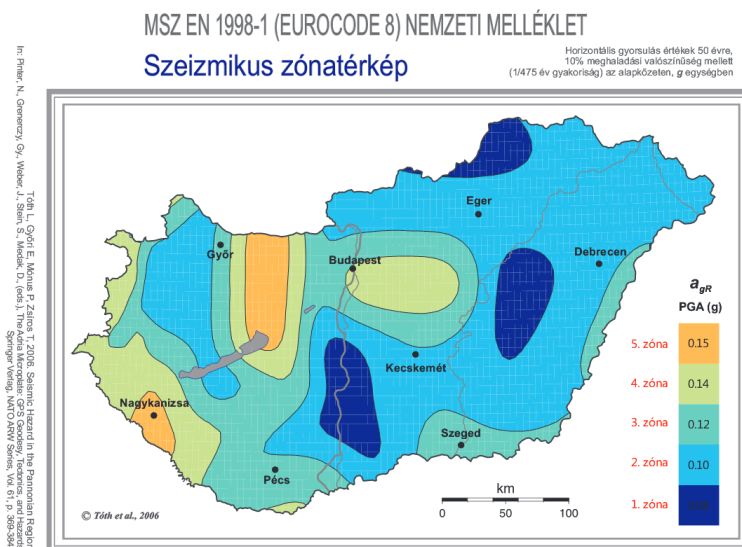 MSZ EN 1998-1 (EUROCODE 8) NEMZETI MELLÉKLET
Szeizmikus zónatérkép
Horizontális gyorsulás értékek 50 évre,
10% meghaladási valószínűség mellett
(1/475 év gyakoriság) az alapkőzeten, g egységben
Tóth L., Győri E., Mónus P., Zsíros T., 2006. Seismic Hazard in the Pannonian Region
In: Pinter, N., Grenerczy, Gy., Weber, J., Stein, S., Medak, D., (eds.), The Adria Microplate: GPS Geodesy, Tectonics, and Hazards
Springer Verlag, NATO ARW Series, Vol. 61, p. 369-384
Eger
Győr
Budapest
Debrecen
Kecskemét
Nagykanizsa
Szeged
Pécs
agR
PGA (g)
5. zóna 0.15
4. zóna 0.14
3. zóna 0.12
2. zóna 0.10
1. zóna
km
0 50 100
© Tóth et al., 2006